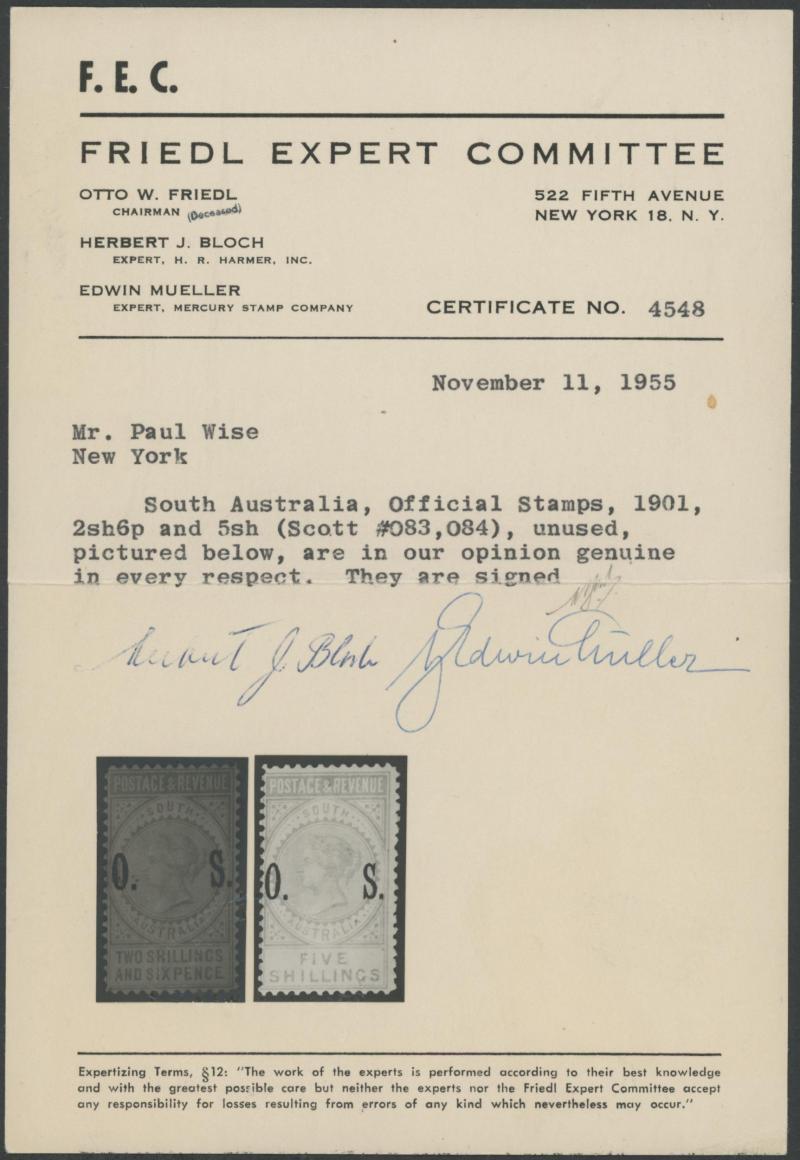 F. E. C.
FRIEDL EXPERT COMMITTEE
OTTO W. FRIEDL
CHAIRMAN (Deceased)
522 FIFTH AVENUE
NEW YORK 18, N. Y.
HERBERT J. BLOCH
EXPERT, H. R. HARMER, INC.
EDWIN MUELLER
EXPERT, MERCURY STAMP COMPANY
CERTIFICATE NO. 4548
November 11, 1955
Mr. Paul Wise
New York
South Australia, Official Stamps, 1901,
2sh6p and 5sh (Scott #O83,O84), unused,
pictured below, are in our opinion genuine
in every respect. They are signed
Herbert J. Bloch
Edwin Mueller
POSTAGE & REVENUE
SOUTH
O. S.
AUSTRALIA
TWO SHILLINGS
AND SIXPENCE
POSTAGE & REVENUE
SOUTH
O. S.
AUSTRALIA
FIVE
SHILLINGS
Expertizing Terms, §12: "The work of the experts is performed according to their best knowledge
and with the greatest possible care but neither the experts nor the Friedl Expert Committee accept
any responsibility for losses resulting from errors of any kind which nevertheless may occur."